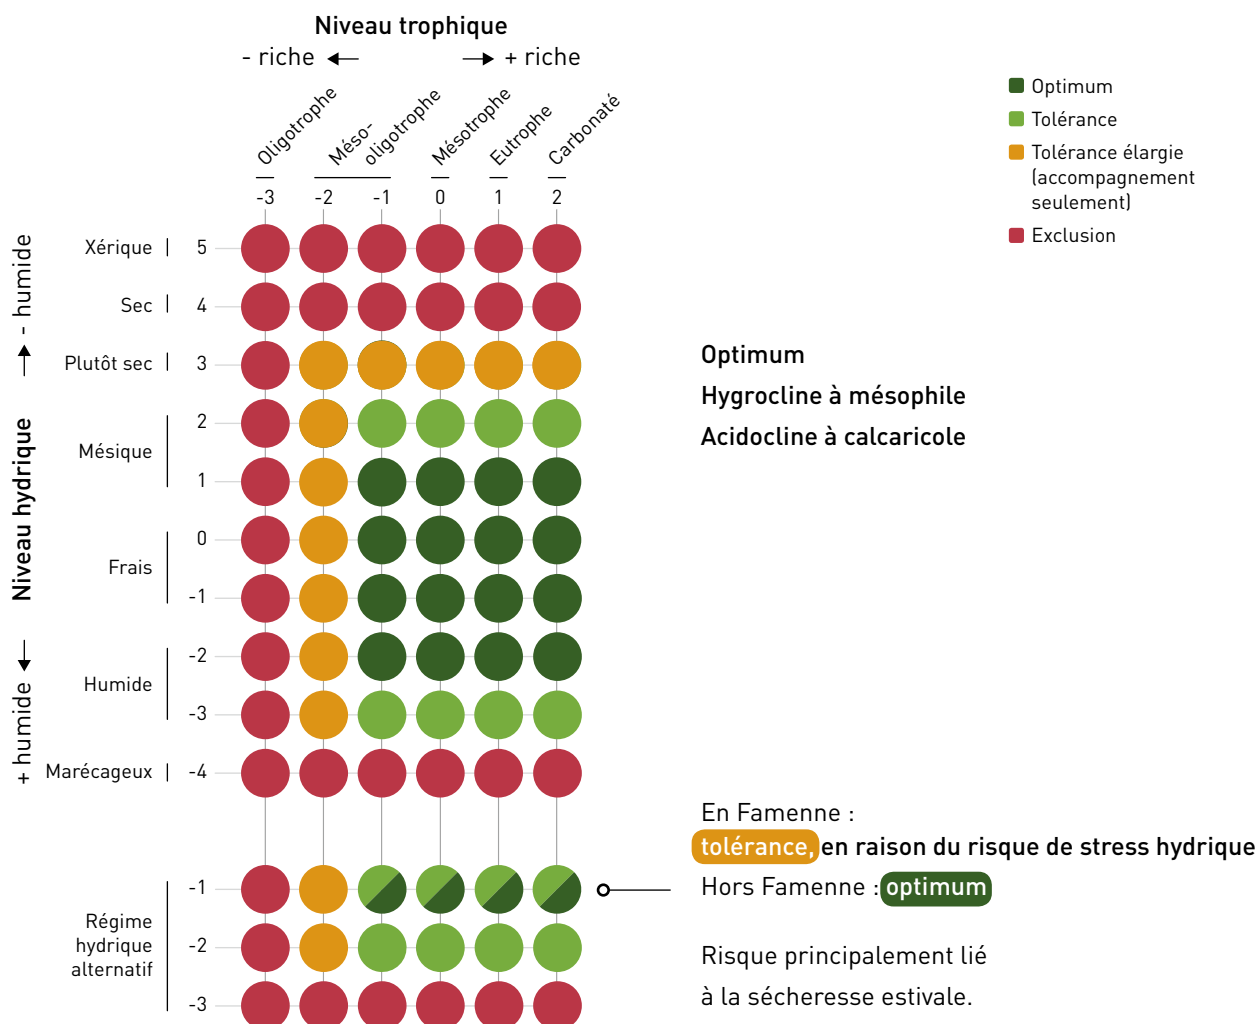 Niveau trophique
- riche ← → + riche
Oligotrophe
Méso-
oligotrophe
Mésotrophe
Eutrophe
Carbonaté
-3 -2 -1 0 1 2
Optimum
Tolérance
Tolérance élargie
(accompagnement
seulement)
Exclusion
Niveau hydrique
→ - humide
+ humide ←
Xérique 5
Sec 4
Plutôt sec 3
Mésique
2
1
Frais
0
-1
Humide
-2
-3
Marécageux -4
Régime
hydrique
alternatif
-1
-2
-3
Optimum
Hygrocline à mésophile
Acidocline à calcaricole
En Famenne :
tolérance, en raison du risque de stress hydrique
Hors Famenne : optimum
Risque principalement lié
à la sécheresse estivale.